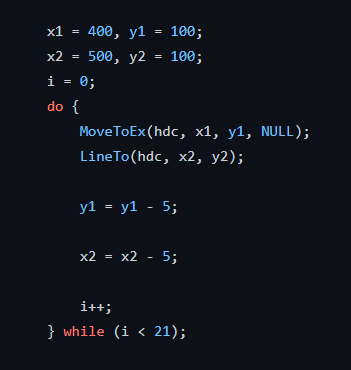 x1 = 400, y1 = 100;
x2 = 500, y2 = 100;
i = 0;
do {
    MoveToEx(hdc, x1, y1, NULL);
    LineTo(hdc, x2, y2);

    y1 = y1 - 5;

    x2 = x2 - 5;

    i++;
} while (i < 21);